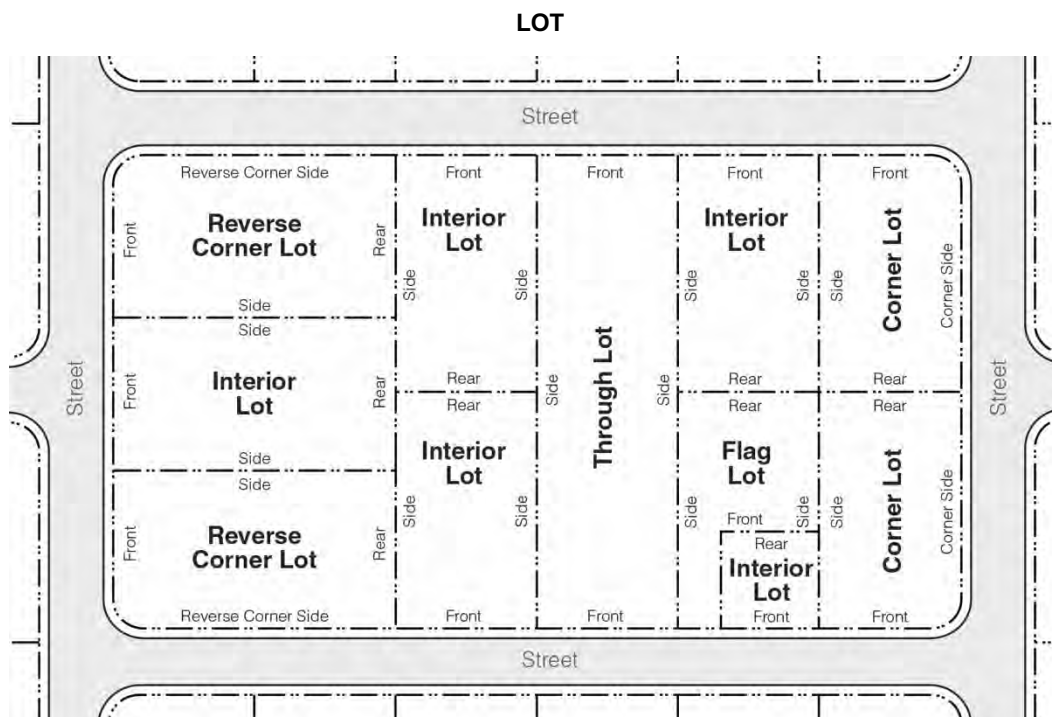 LOT
Street
Reverse Corner Side
Front
Front
Front
Front
Front
Reverse
Corner Lot
Rear
Interior
Lot
Side
Side
Interior
Lot
Side
Side
Side
Corner Lot
Corner Side
Side
Side
Street
Front
Interior
Lot
Rear
Rear
Rear
Side
Through Lot
Side
Rear
Rear
Rear
Rear
Street
Interior
Lot
Flag
Lot
Side
Side
Front
Reverse
Corner Lot
Rear
Side
Side
Side
Front
Side
Side
Corner Lot
Corner Side
Rear
Interior
Lot
Reverse Corner Side
Front
Front
Front
Front
Street